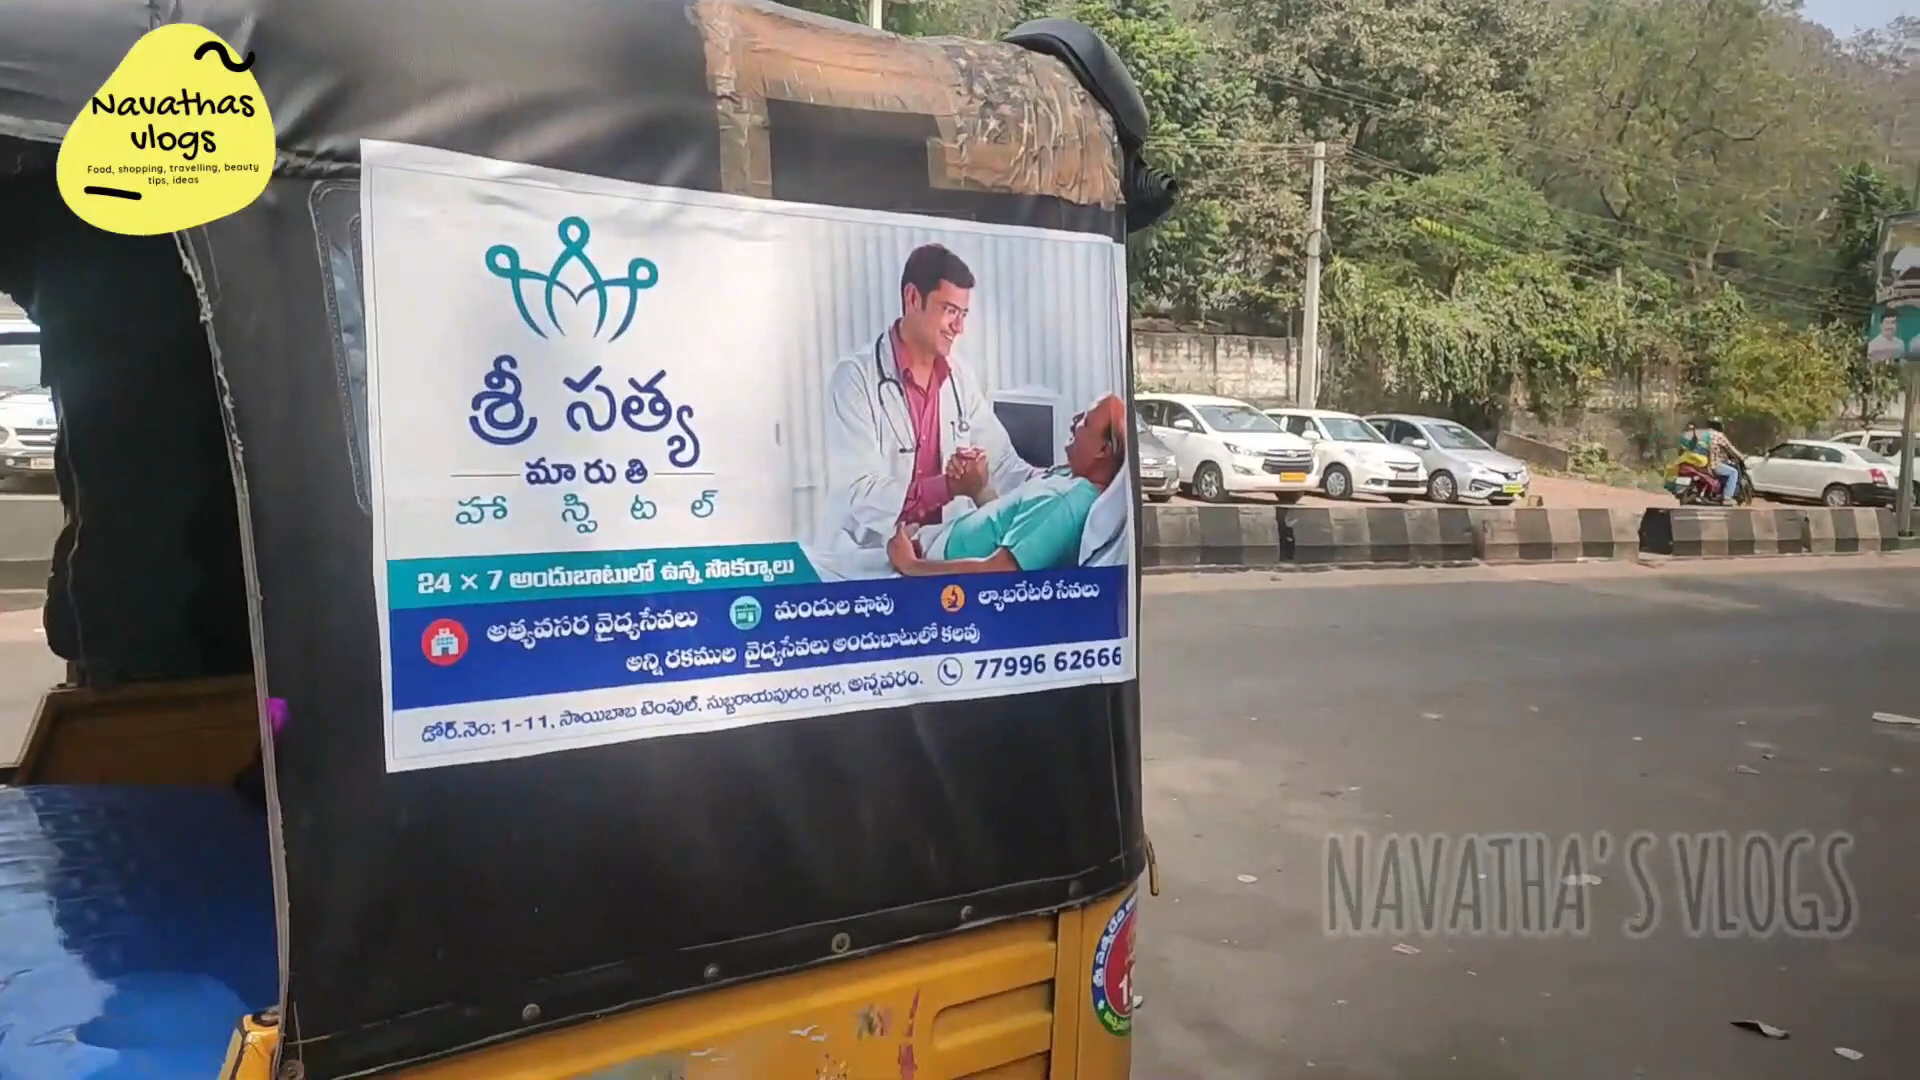 Navathas
vlogs
Food, shopping, travelling, beauty
tips, ideas
శ్రీ సత్య
మారుతి
హాస్పిటల్
24 × 7 అందుబాటులో ఉన్న సౌకర్యాలు
అత్యవసర వైద్యసేవలు
మందుల షాపు
ల్యాబరేటరీ సేవలు
అన్ని రకముల వైద్యసేవలు అందుబాటులో కలవు
డోర్.నెం: 1-11, సాయిబాబ టెంపుల్, సుబ్బరాయపురం దగ్గర, అన్నవరం. 77996 62666
NAVATHA'S VLOGS